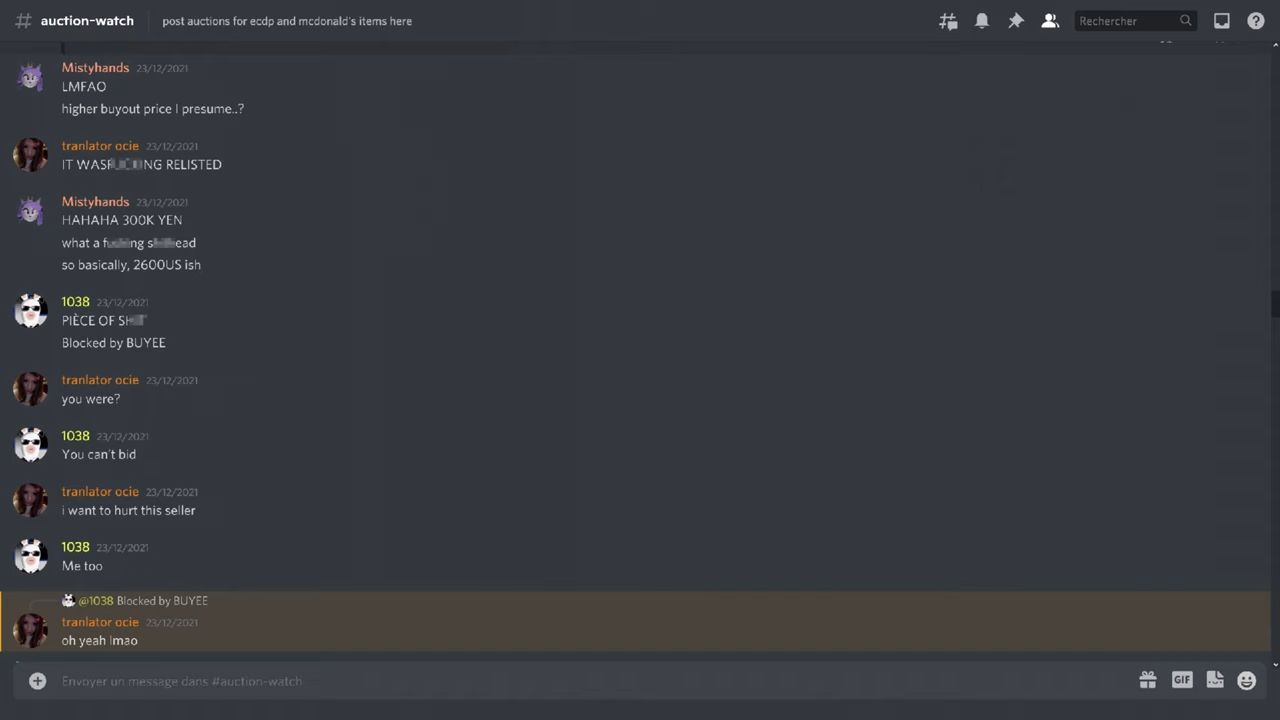 auction-watch
post auctions for ecdp and mcdonald's items here
Rechercher
Mistyhands 23/12/2021
LMFAO
higher buyout price I presume..?
tranlator ocie 23/12/2021
IT WAS NG RELISTED
Mistyhands 23/12/2021
HAHAHA 300K YEN
what a
so basically, 2600US ish
1038 23/12/2021
PIÈCE OF
Blocked by BUYEE
tranlator ocie 23/12/2021
you were?
1038 23/12/2021
You can't bid
tranlator ocie 23/12/2021
i want to hurt this seller
1038 23/12/2021
Me too
@1038 Blocked by BUYEE
tranlator ocie 23/12/2021
oh yeah lmao
Envoyer un message dans #auction-watch
GIF